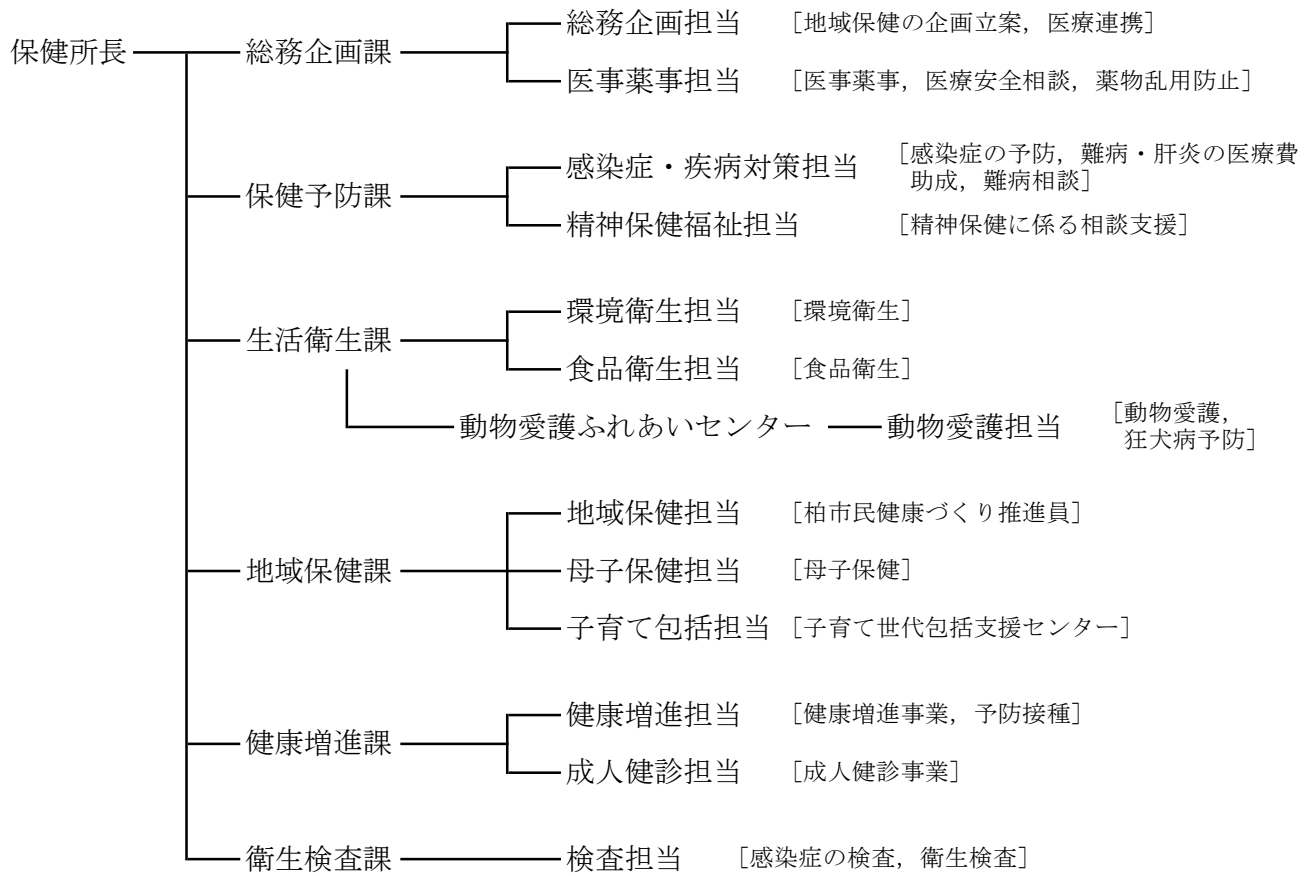 保健所長
総務企画課
総務企画担当 [地域保健の企画立案，医療連携]
医事薬事担当 [医事薬事，医療安全相談，薬物乱用防止]
保健予防課
感染症・疾病対策担当 [感染症の予防，難病・肝炎の医療費
助成，難病相談]
精神保健福祉担当 [精神保健に係る相談支援]
生活衛生課
環境衛生担当 [環境衛生]
食品衛生担当 [食品衛生]
動物愛護ふれあいセンター 動物愛護担当 [動物愛護，
狂犬病予防]
地域保健課
地域保健担当 [柏市民健康づくり推進員]
母子保健担当 [母子保健]
子育て包括担当 [子育て世代包括支援センター]
健康増進課
健康増進担当 [健康増進事業，予防接種]
成人健診担当 [成人健診事業]
衛生検査課 検査担当 [感染症の検査，衛生検査]